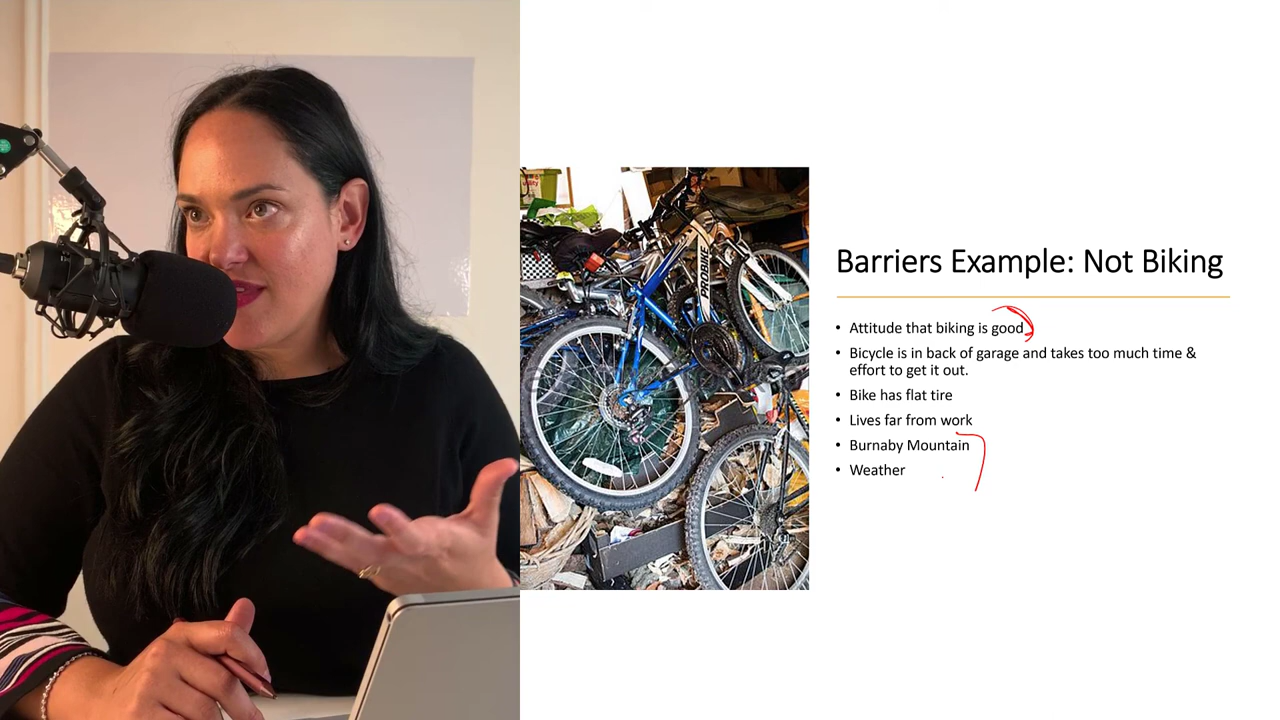 Barriers Example: Not Biking
• Attitude that biking is good
• Bicycle is in back of garage and takes too much time &
effort to get it out.
• Bike has flat tire
• Lives far from work
• Burnaby Mountain
• Weather
PROBIKE